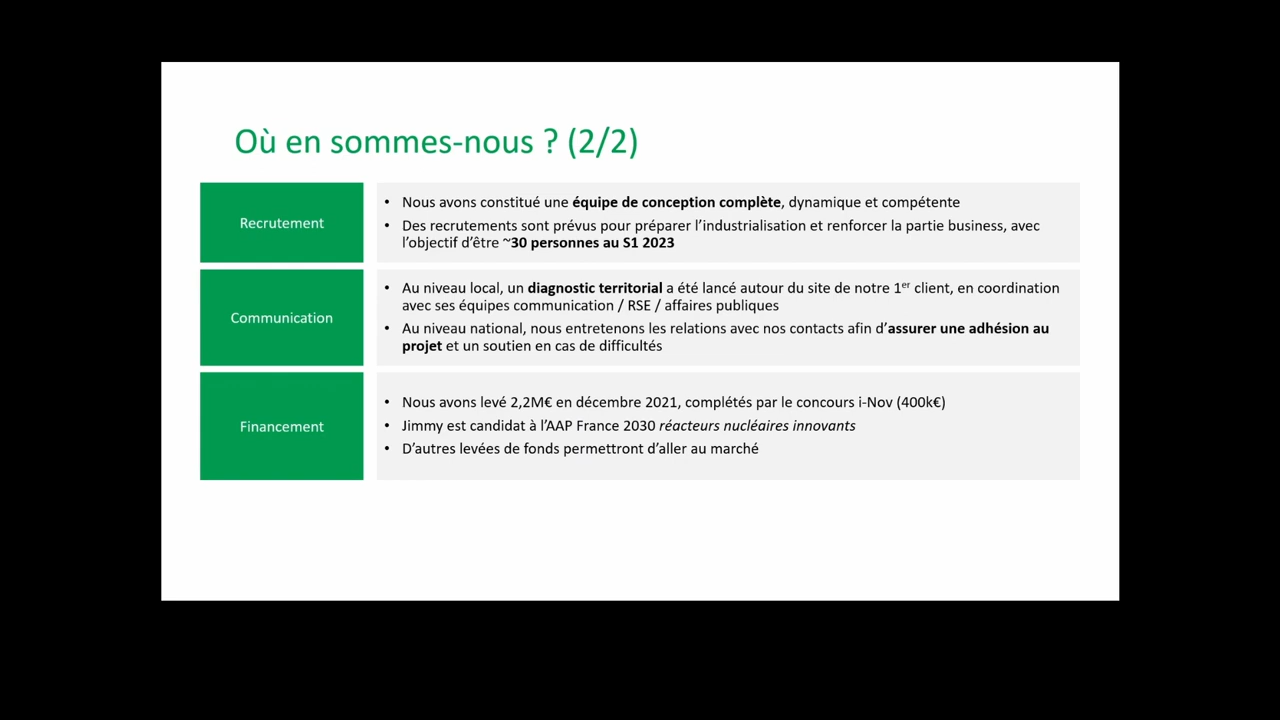 Où en sommes-nous ? (2/2)
Recrutement
• Nous avons constitué une équipe de conception complète, dynamique et compétente
• Des recrutements sont prévus pour préparer l’industrialisation et renforcer la partie business, avec
l’objectif d’être ~30 personnes au S1 2023
Communication
• Au niveau local, un diagnostic territorial a été lancé autour du site de notre 1er client, en coordination
avec ses équipes communication / RSE / affaires publiques
• Au niveau national, nous entretenons les relations avec nos contacts afin d’assurer une adhésion au
projet et un soutien en cas de difficultés
Financement
• Nous avons levé 2,2M€ en décembre 2021, complétés par le concours i-Nov (400k€)
• Jimmy est candidat à l’AAP France 2030 réacteurs nucléaires innovants
• D’autres levées de fonds permettront d’aller au marché